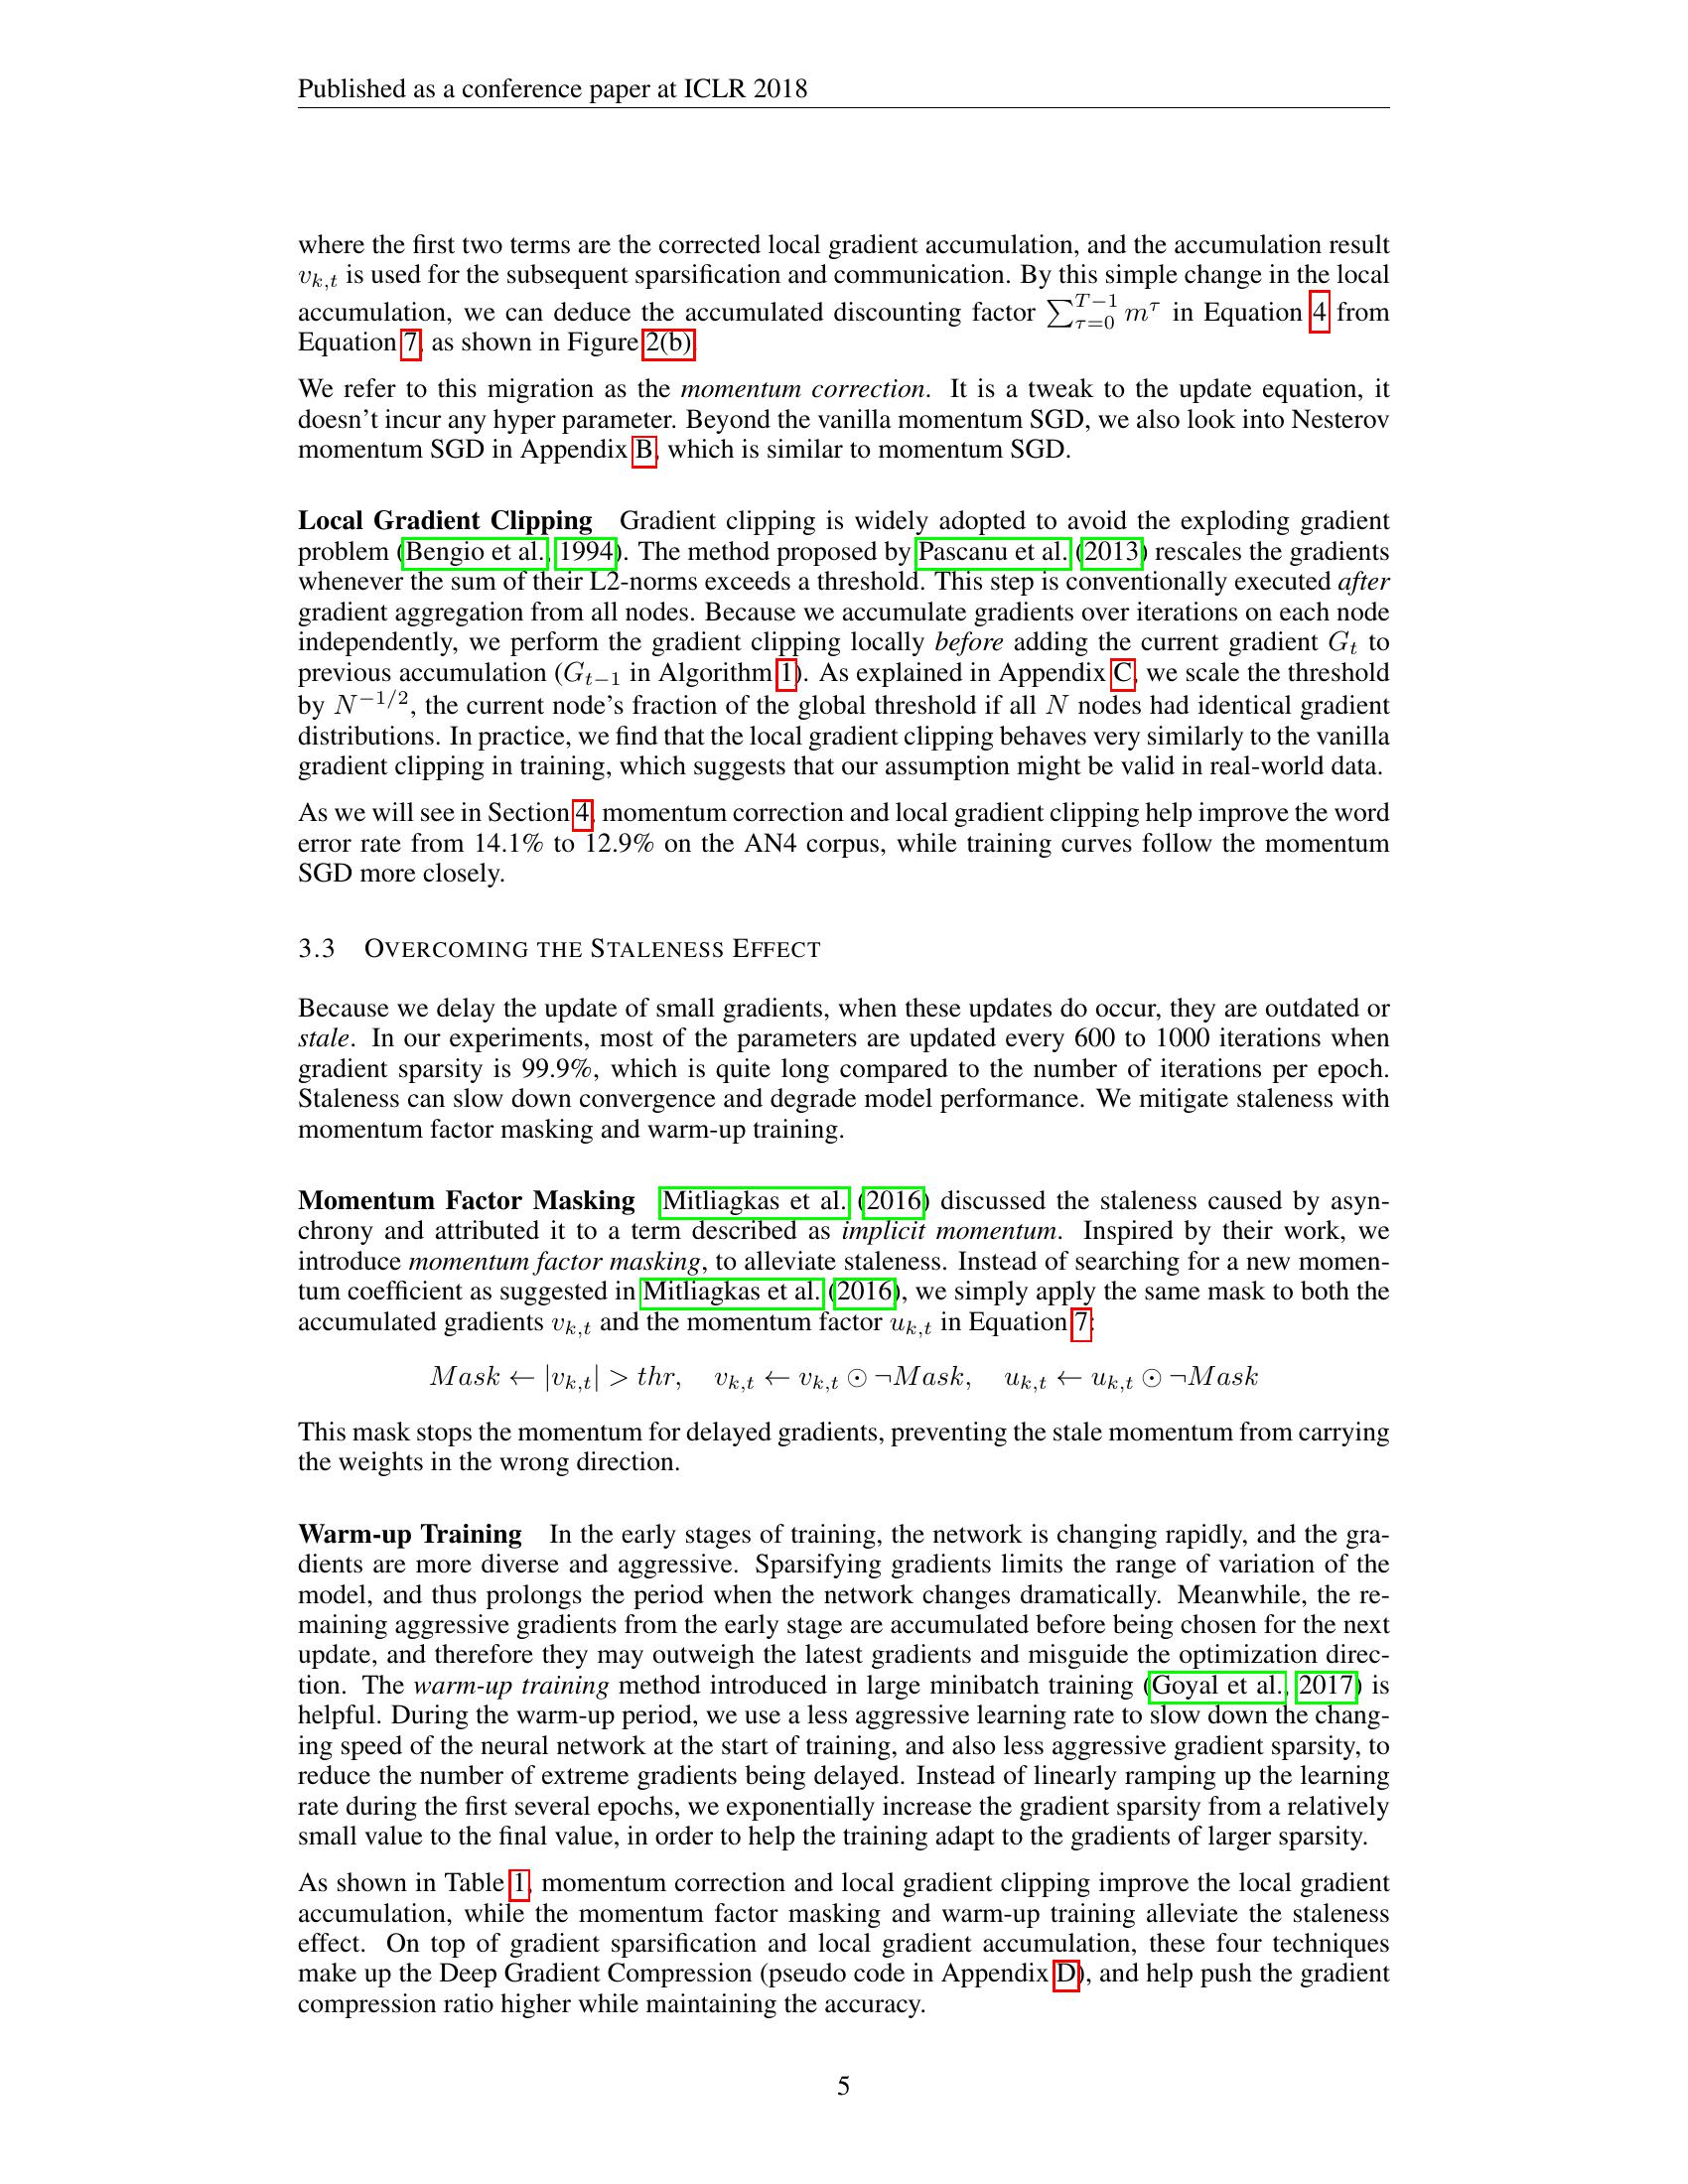 Published as a conference paper at ICLR 2018
where the first two terms are the corrected local gradient accumulation, and the accumulation result
v_{k,t} is used for the subsequent sparsification and communication. By this simple change in the local
accumulation, we can deduce the accumulated discounting factor ∑_{τ=0}^{T−1} m^τ in Equation 4 from
Equation 7, as shown in Figure 2(b).
We refer to this migration as the momentum correction. It is a tweak to the update equation, it
doesn't incur any hyper parameter. Beyond the vanilla momentum SGD, we also look into Nesterov
momentum SGD in Appendix B, which is similar to momentum SGD.
Local Gradient Clipping Gradient clipping is widely adopted to avoid the exploding gradient
problem (Bengio et al., 1994). The method proposed by Pascanu et al. (2013) rescales the gradients
whenever the sum of their L2-norms exceeds a threshold. This step is conventionally executed after
gradient aggregation from all nodes. Because we accumulate gradients over iterations on each node
independently, we perform the gradient clipping locally before adding the current gradient G_t to
previous accumulation (G_{t−1} in Algorithm 1). As explained in Appendix C, we scale the threshold
by N^{−1/2}, the current node's fraction of the global threshold if all N nodes had identical gradient
distributions. In practice, we find that the local gradient clipping behaves very similarly to the vanilla
gradient clipping in training, which suggests that our assumption might be valid in real-world data.
As we will see in Section 4, momentum correction and local gradient clipping help improve the word
error rate from 14.1% to 12.9% on the AN4 corpus, while training curves follow the momentum
SGD more closely.
3.3 OVERCOMING THE STALENESS EFFECT
Because we delay the update of small gradients, when these updates do occur, they are outdated or
stale. In our experiments, most of the parameters are updated every 600 to 1000 iterations when
gradient sparsity is 99.9%, which is quite long compared to the number of iterations per epoch.
Staleness can slow down convergence and degrade model performance. We mitigate staleness with
momentum factor masking and warm-up training.
Momentum Factor Masking Mitliagkas et al. (2016) discussed the staleness caused by asyn-
chrony and attributed it to a term described as implicit momentum. Inspired by their work, we
introduce momentum factor masking, to alleviate staleness. Instead of searching for a new momen-
tum coefficient as suggested in Mitliagkas et al. (2016), we simply apply the same mask to both the
accumulated gradients v_{k,t} and the momentum factor u_{k,t} in Equation 7:
Mask ← |v_{k,t}| > thr, v_{k,t} ← v_{k,t} ⊙ ¬Mask, u_{k,t} ← u_{k,t} ⊙ ¬Mask
This mask stops the momentum for delayed gradients, preventing the stale momentum from carrying
the weights in the wrong direction.
Warm-up Training In the early stages of training, the network is changing rapidly, and the gra-
dients are more diverse and aggressive. Sparsifying gradients limits the range of variation of the
model, and thus prolongs the period when the network changes dramatically. Meanwhile, the re-
maining aggressive gradients from the early stage are accumulated before being chosen for the next
update, and therefore they may outweigh the latest gradients and misguide the optimization direc-
tion. The warm-up training method introduced in large minibatch training (Goyal et al., 2017) is
helpful. During the warm-up period, we use a less aggressive learning rate to slow down the chang-
ing speed of the neural network at the start of training, and also less aggressive gradient sparsity, to
reduce the number of extreme gradients being delayed. Instead of linearly ramping up the learning
rate during the first several epochs, we exponentially increase the gradient sparsity from a relatively
small value to the final value, in order to help the training adapt to the gradients of larger sparsity.
As shown in Table 1, momentum correction and local gradient clipping improve the local gradient
accumulation, while the momentum factor masking and warm-up training alleviate the staleness
effect. On top of gradient sparsification and local gradient accumulation, these four techniques
make up the Deep Gradient Compression (pseudo code in Appendix D), and help push the gradient
compression ratio higher while maintaining the accuracy.
5